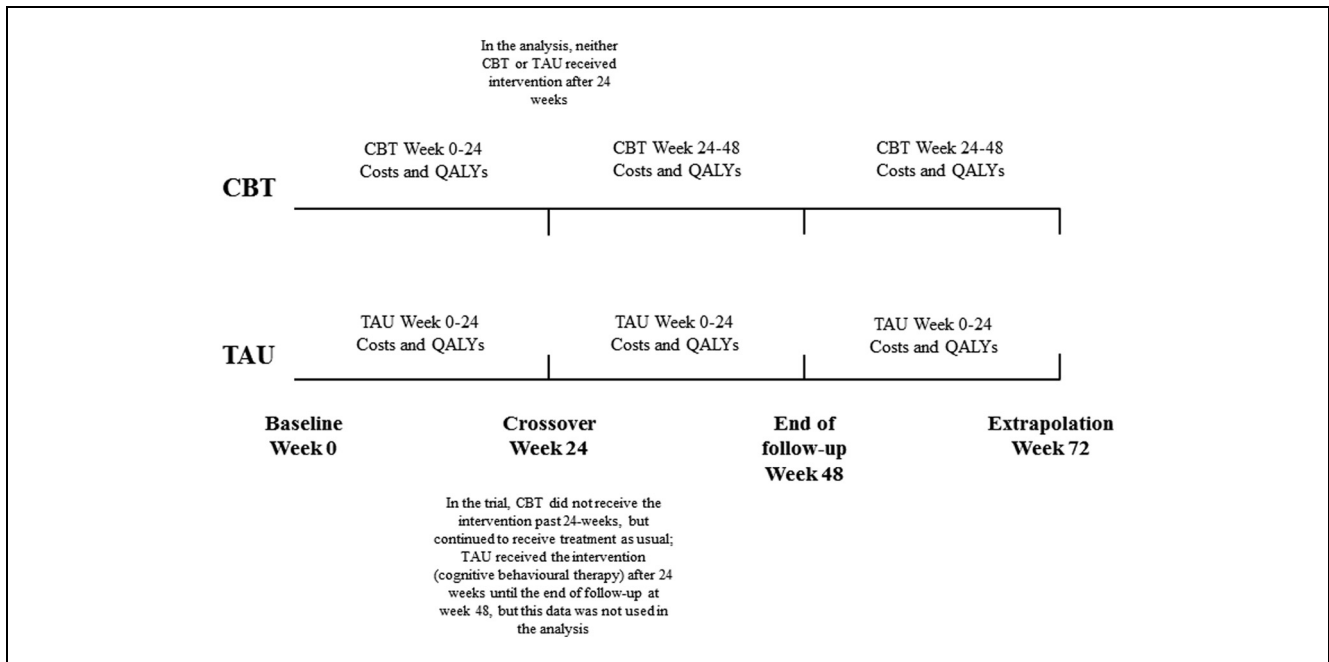 In the analysis, neither
CBT or TAU received
intervention after 24
weeks
CBT Week 0-24
Costs and QALYs
CBT Week 24-48
Costs and QALYs
CBT Week 24-48
Costs and QALYs
CBT
TAU Week 0-24
Costs and QALYs
TAU Week 0-24
Costs and QALYs
TAU Week 0-24
Costs and QALYs
TAU
Baseline
Week 0
Crossover
Week 24
End of
follow-up
Week 48
Extrapolation
Week 72
In the trial, CBT did not receive the
intervention past 24-weeks, but
continued to receive treatment as usual;
TAU received the intervention
(cognitive behavioural therapy) after 24
weeks until the end of follow-up at
week 48, but this data was not used in
the analysis